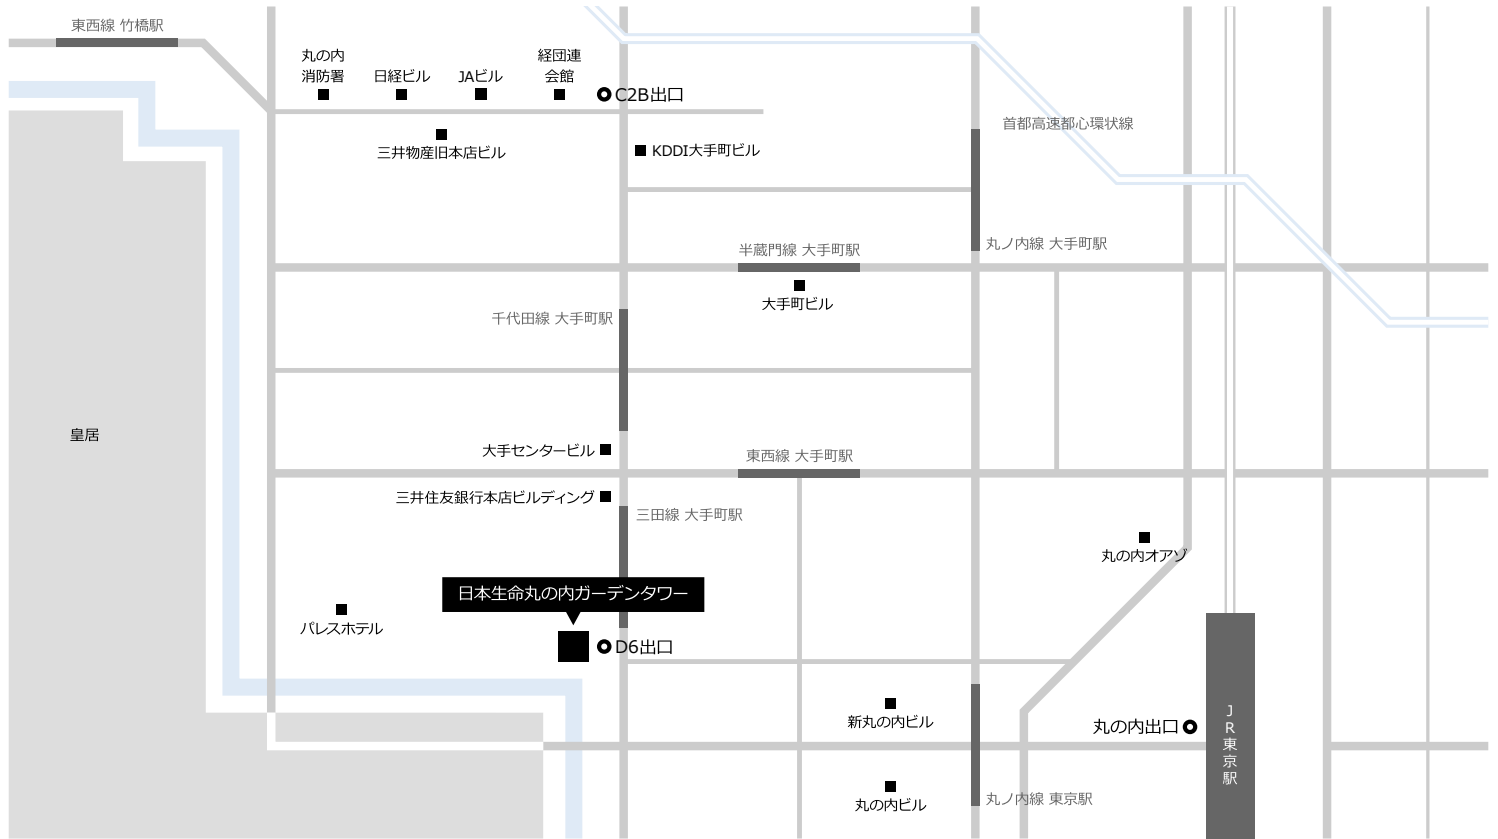 東西線 竹橋駅
丸の内
消防署
日経ビル
JAビル
経団連
会館
C2B出口
三井物産旧本店ビル
KDDI大手町ビル
首都高速都心環状線
丸ノ内線 大手町駅
半蔵門線 大手町駅
大手町ビル
千代田線 大手町駅
皇居
大手センタービル
東西線 大手町駅
三井住友銀行本店ビルディング
三田線 大手町駅
丸の内オアゾ
日本生命丸の内ガーデンタワー
パレスホテル
D6出口
新丸の内ビル
丸の内出口
JR東京駅
丸の内ビル
丸ノ内線 東京駅